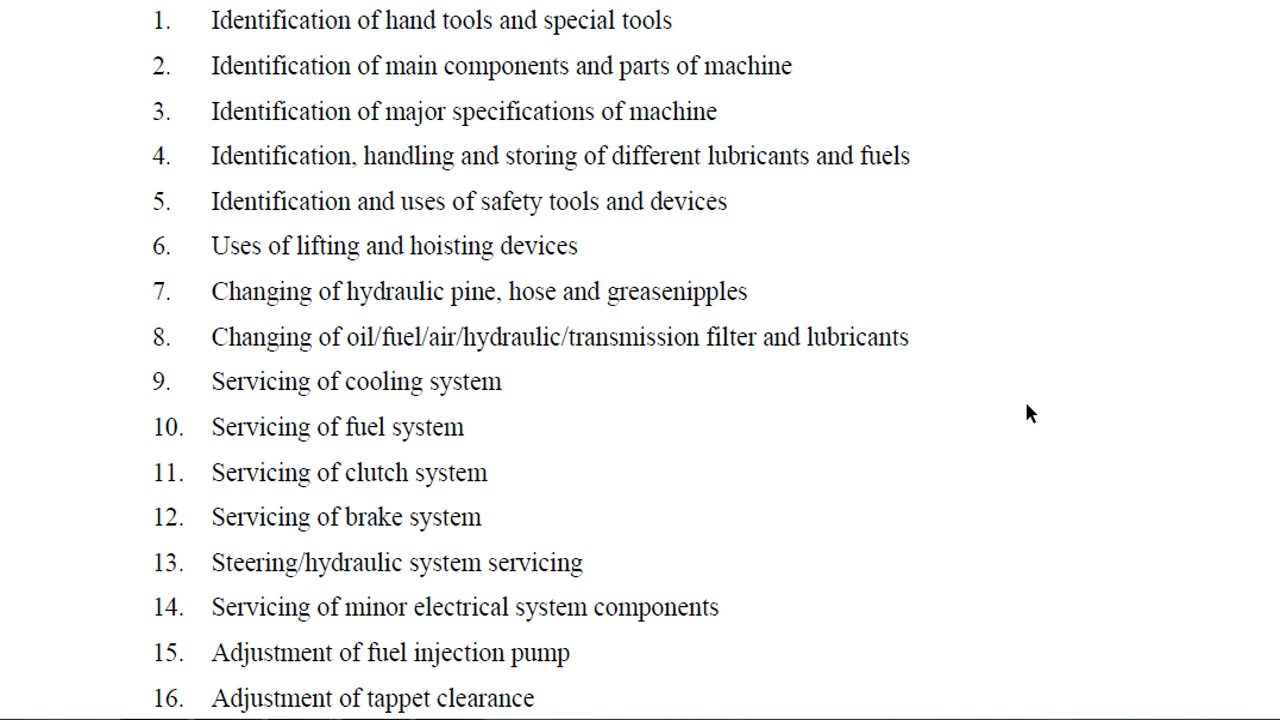 1. Identification of hand tools and special tools
2. Identification of main components and parts of machine
3. Identification of major specifications of machine
4. Identification, handling and storing of different lubricants and fuels
5. Identification and uses of safety tools and devices
6. Uses of lifting and hoisting devices
7. Changing of hydraulic pine, hose and greasenipples
8. Changing of oil/fuel/air/hydraulic/transmission filter and lubricants
9. Servicing of cooling system
10. Servicing of fuel system
11. Servicing of clutch system
12. Servicing of brake system
13. Steering/hydraulic system servicing
14. Servicing of minor electrical system components
15. Adjustment of fuel injection pump
16. Adjustment of tappet clearance